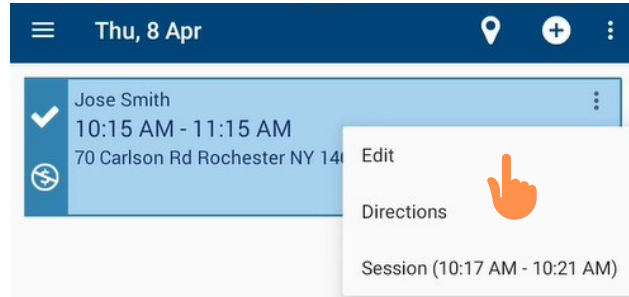 Thu, 8 Apr
Jose Smith
10:15 AM - 11:15 AM
70 Carlson Rd Rochester NY
Edit
Directions
Session (10:17 AM - 10:21 AM)